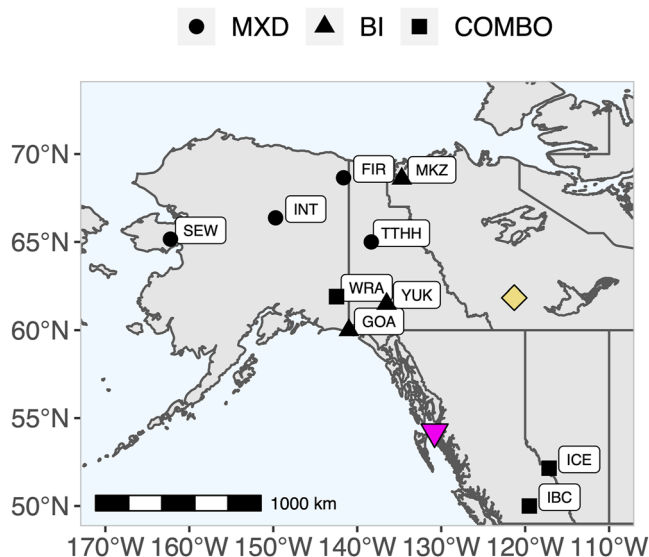 MXD BI COMBO
70°N
65°N
60°N
55°N
50°N
FIR
MKZ
INT
SEW
TTHH
WRA
YUK
GOA
ICE
IBC
1000 km
170°W 160°W 150°W 140°W 130°W 120°W 110°W